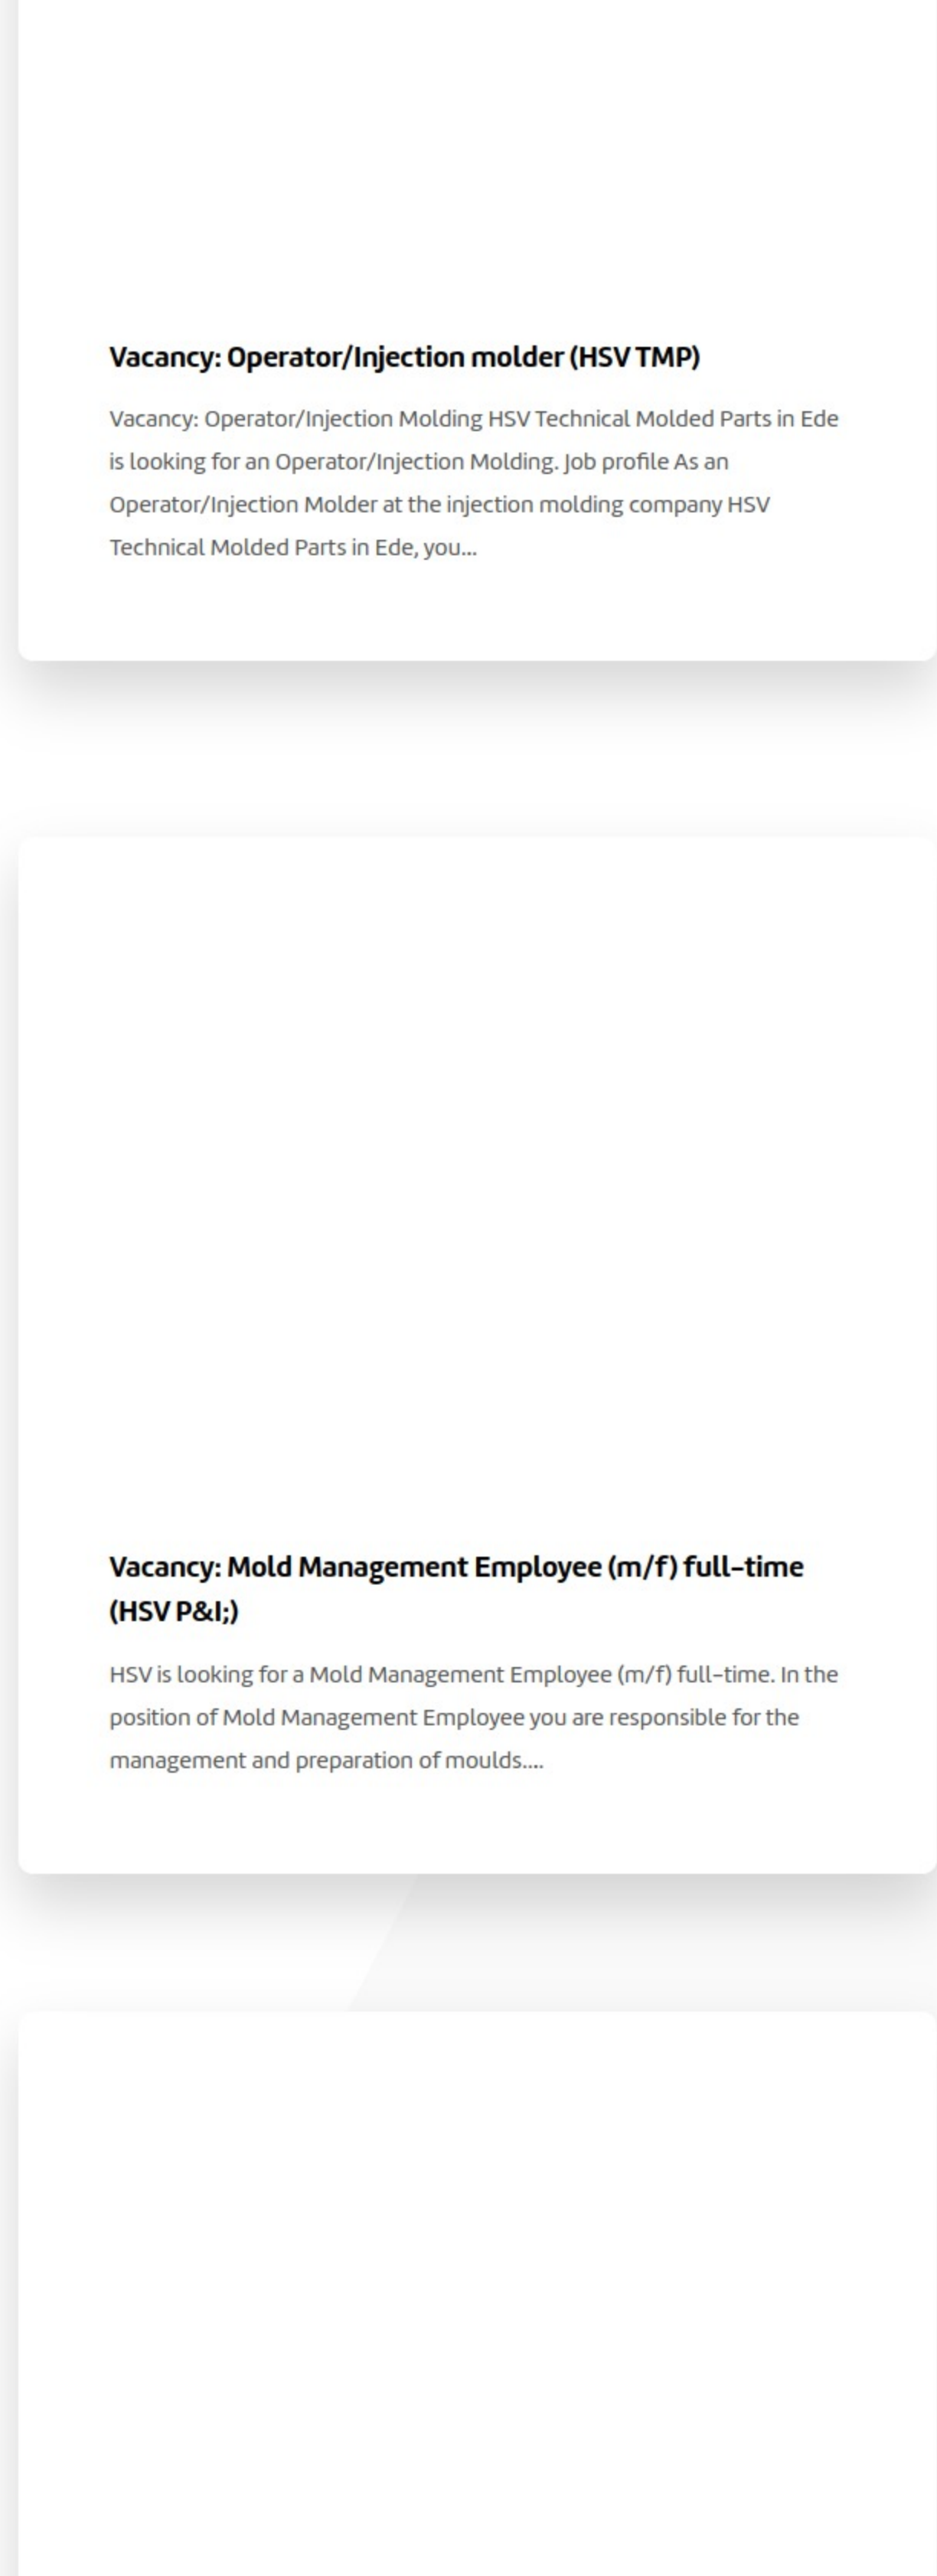 Vacancy: Operator/Injection molder (HSV TMP)
Vacancy: Operator/Injection Molding HSV Technical Molded Parts in Ede
is looking for an Operator/Injection Molding. Job profile As an
Operator/Injection Molder at the injection molding company HSV
Technical Molded Parts in Ede, you...
Vacancy: Mold Management Employee (m/f) full-time
(HSV P&I;)
HSV is looking for a Mold Management Employee (m/f) full-time. In the
position of Mold Management Employee you are responsible for the
management and preparation of moulds....